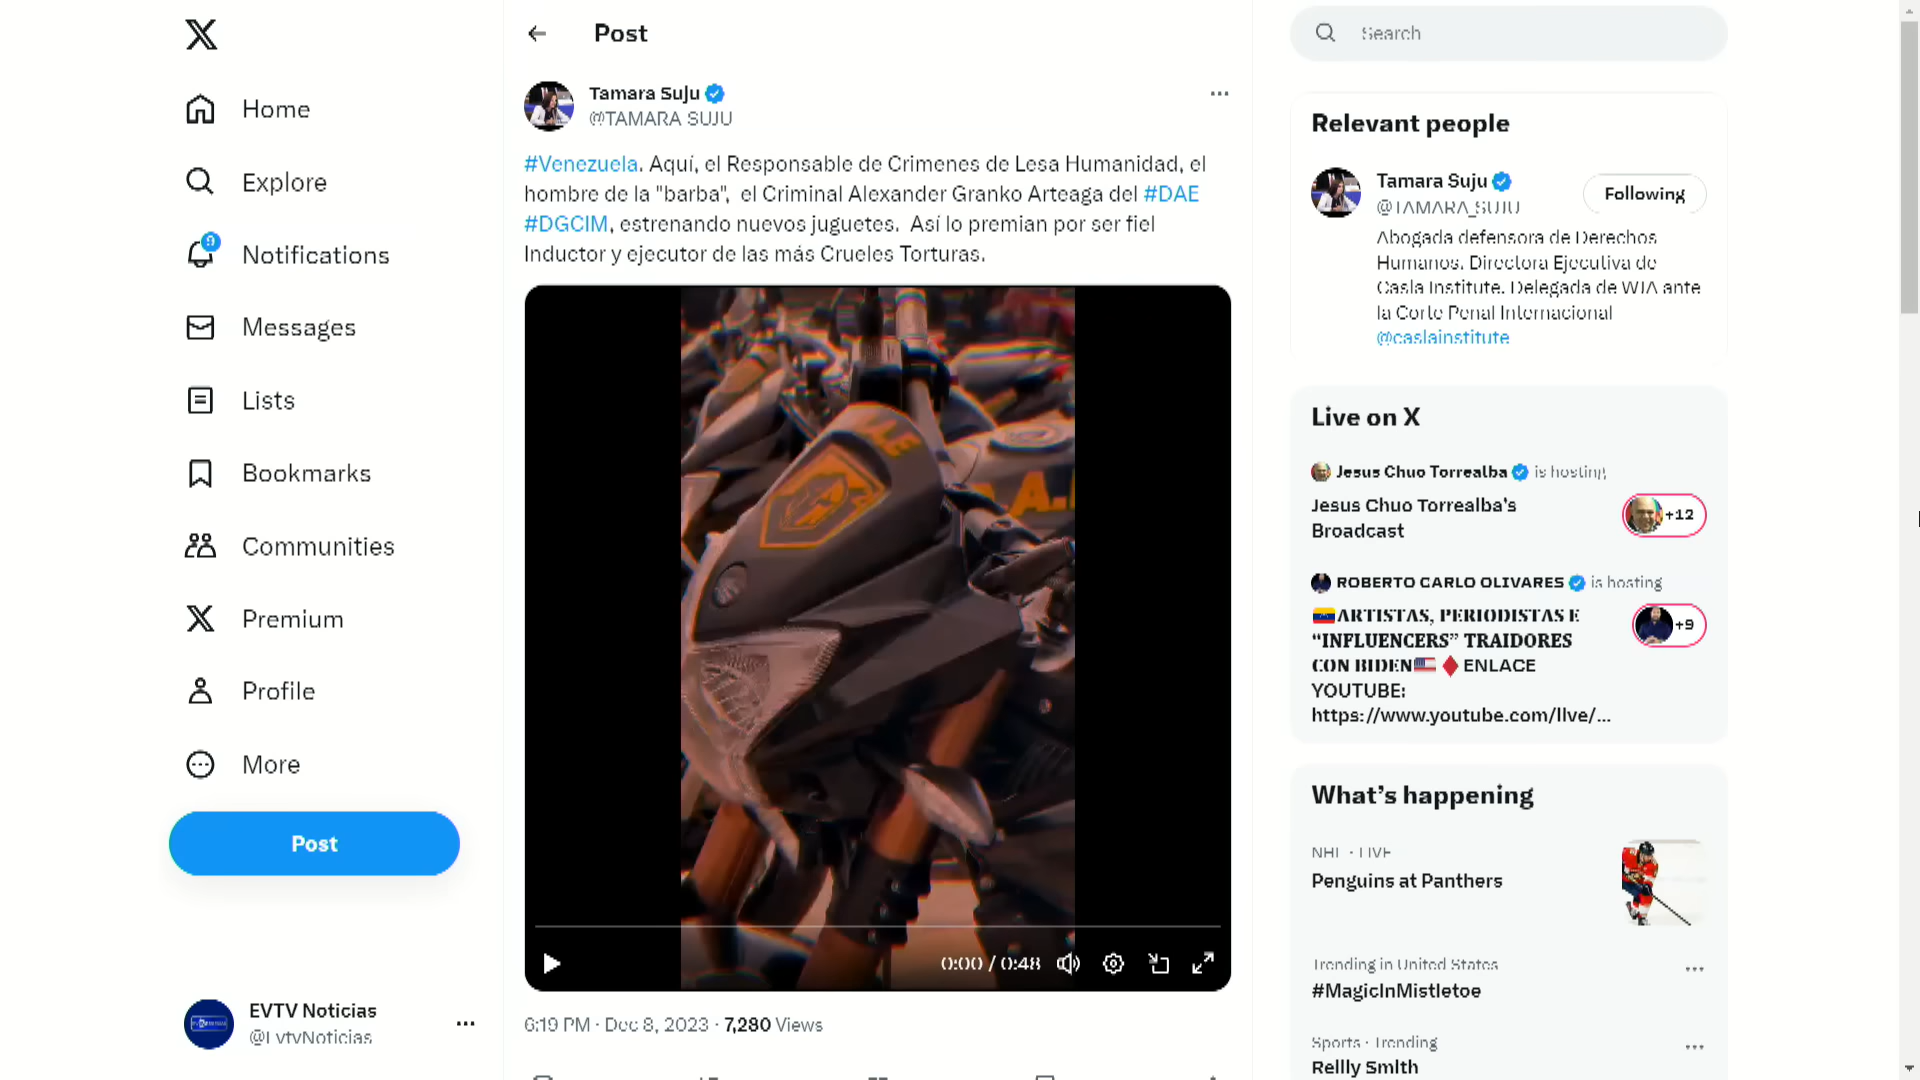 Home
Explore
9
Notifications
Messages
Lists
Bookmarks
Communities
Premium
Profile
More
Post
EVTV Noticias
@EvtvNoticias
Post
Tamara Suju
@TAMARA_SUJU
#Venezuela. Aquí, el Responsable de Crimenes de Lesa Humanidad, el
hombre de la "barba",  el Criminal Alexander Granko Arteaga del #DAE
#DGCIM, estrenando nuevos juguetes.  Así lo premian por ser fiel
Inductor y ejecutor de las más Crueles Torturas.
0:00 / 0:48
6:19 PM · Dec 8, 2023 · 7,280 Views
Search
Relevant people
Tamara Suju
@TAMARA_SUJU
Following
Abogada defensora de Derechos
Humanos. Directora Ejecutiva de
Casla Institute. Delegada de WJA ante
la Corte Penal Internacional
@caslainstitute
Live on X
Jesus Chuo Torrealba is hosting
Jesus Chuo Torrealba's
Broadcast
+12
ROBERTO CARLO OLIVARES is hosting
ARTISTAS, PERIODISTAS E
“INFLUENCERS” TRAIDORES
CON BIDEN ENLACE
YOUTUBE:
https://www.youtube.com/live/...
+9
What’s happening
NHL · LIVE
Penguins at Panthers
Trending in United States
#MagicInMistletoe
Sports · Trending
Reilly Smith